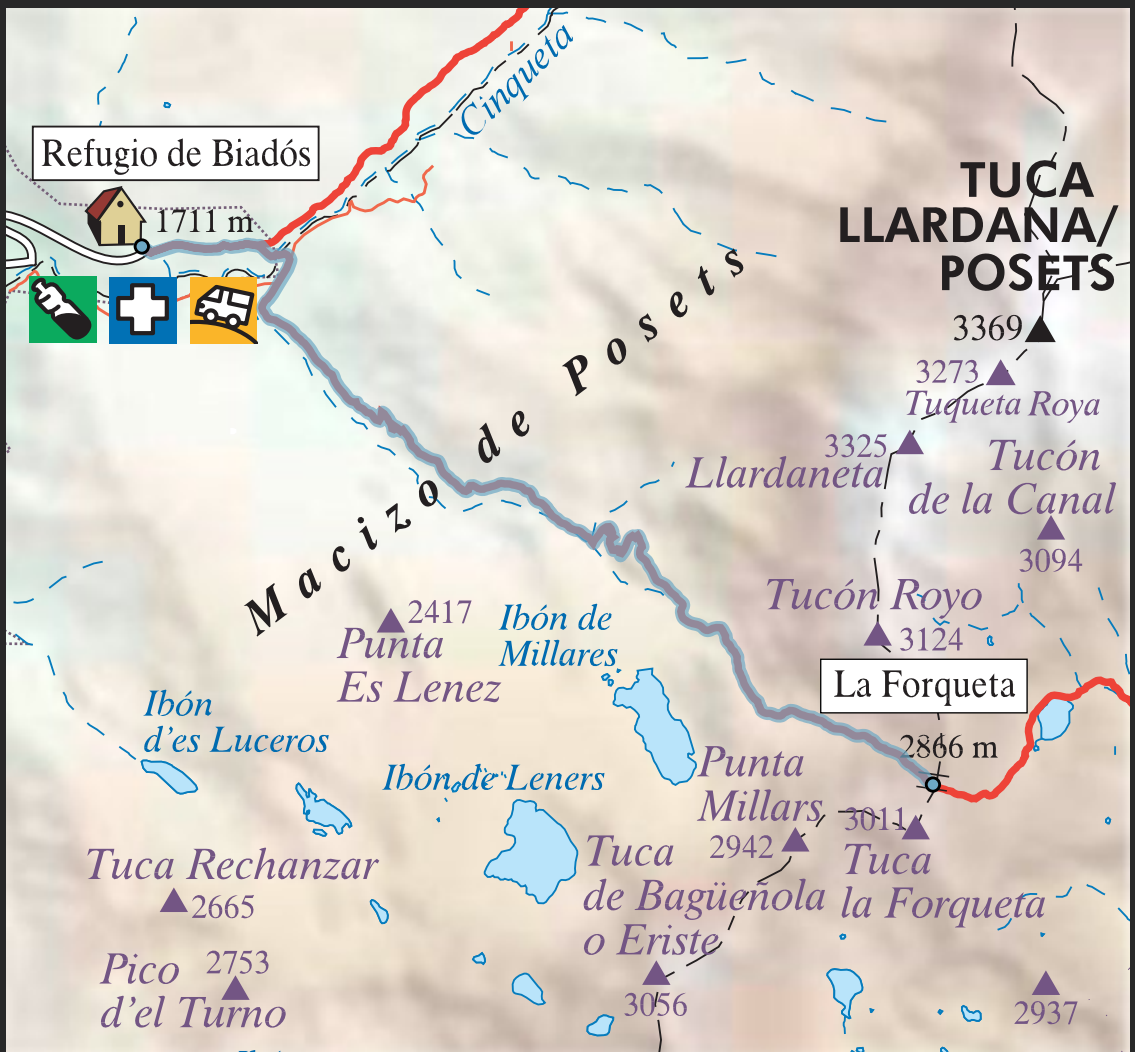 Cinqueta
Refugio de Biadós
1711 m
TUCA
LLARDANA/
POSETS
3369
3273
Tuqueta Roya
3325
Llardaneta
Tucón
de la Canal
3094
Macizo de Posets
Tucón Royo
3124
2417
Punta
Es Lenez
Ibón de
Millares
La Forqueta
2866 m
Ibón
d'es Luceros
Ibón de Leners
Punta
Millars
2942
3011
Tuca
la Forqueta
Tuca
de Bagüeñola
o Eriste
3056
Tuca Rechanzar
2665
Pico
d'el Turno
2753
2937